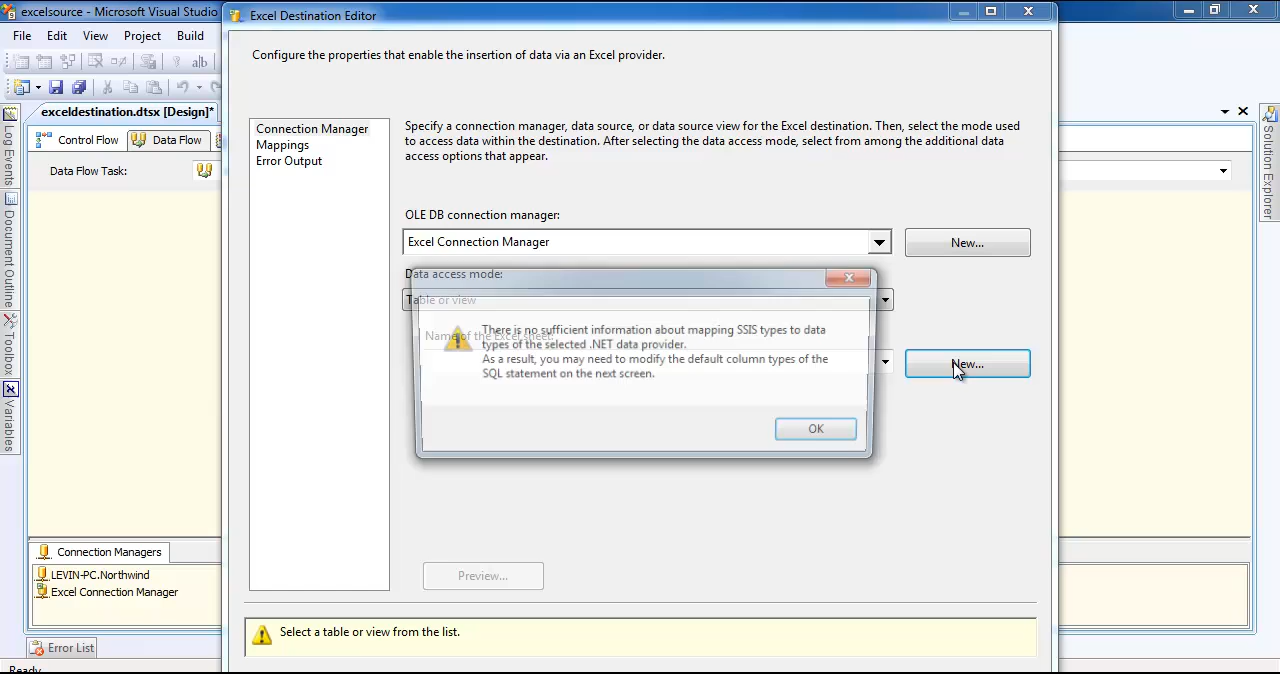 excelsource - Microsoft Visual Studio
Excel Destination Editor
File Edit View Project Build
Configure the properties that enable the insertion of data via an Excel provider.
exceldestination.dtsx [Design]*
Control Flow
Data Flow
Data Flow Task:
Log Events
Document Outline
Toolbox
Variables
Solution Explorer
Connection Manager
Mappings
Error Output
Specify a connection manager, data source, or data source view for the Excel destination. Then, select the mode used
to access data within the destination. After selecting the data access mode, select from among the additional data
access options that appear.
OLE DB connection manager:
Excel Connection Manager
New...
Data access mode:
Table or view
Name of the Excel sheet:
New...
There is no sufficient information about mapping SSIS types to data
types of the selected .NET data provider.
As a result, you may need to modify the default column types of the
SQL statement on the next screen.
OK
Preview...
Select a table or view from the list.
Connection Managers
LEVIN-PC.Northwind
Excel Connection Manager
Error List
Ready